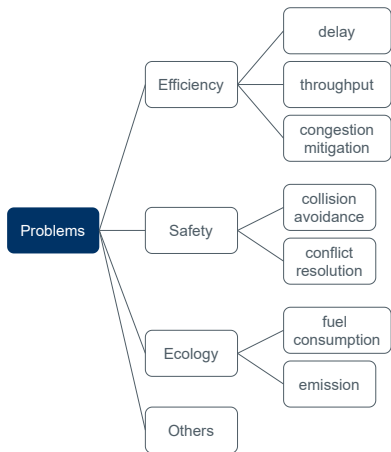 Problems
Efficiency
delay
throughput
congestion
mitigation
Safety
collision
avoidance
conflict
resolution
Ecology
fuel
consumption
emission
Others